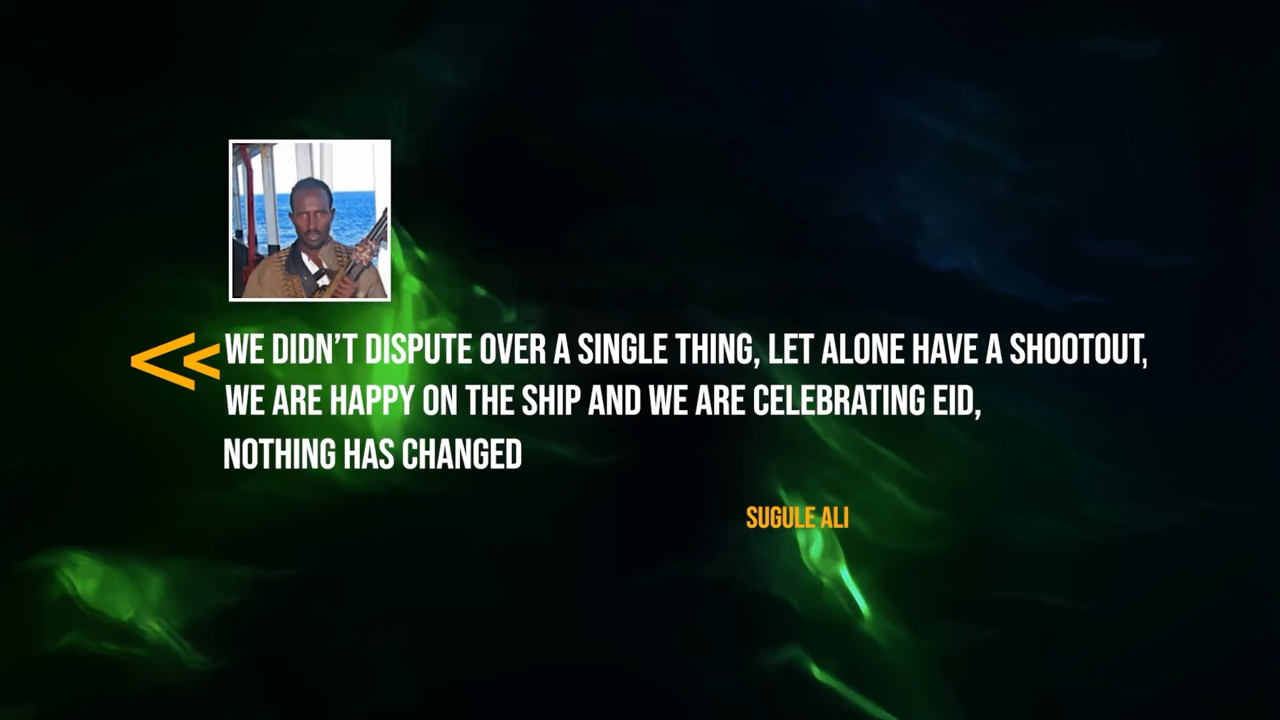 « WE DIDN’T DISPUTE OVER A SINGLE THING, LET ALONE HAVE A SHOOTOUT,
WE ARE HAPPY ON THE SHIP AND WE ARE CELEBRATING EID,
NOTHING HAS CHANGED
SUGULE ALI